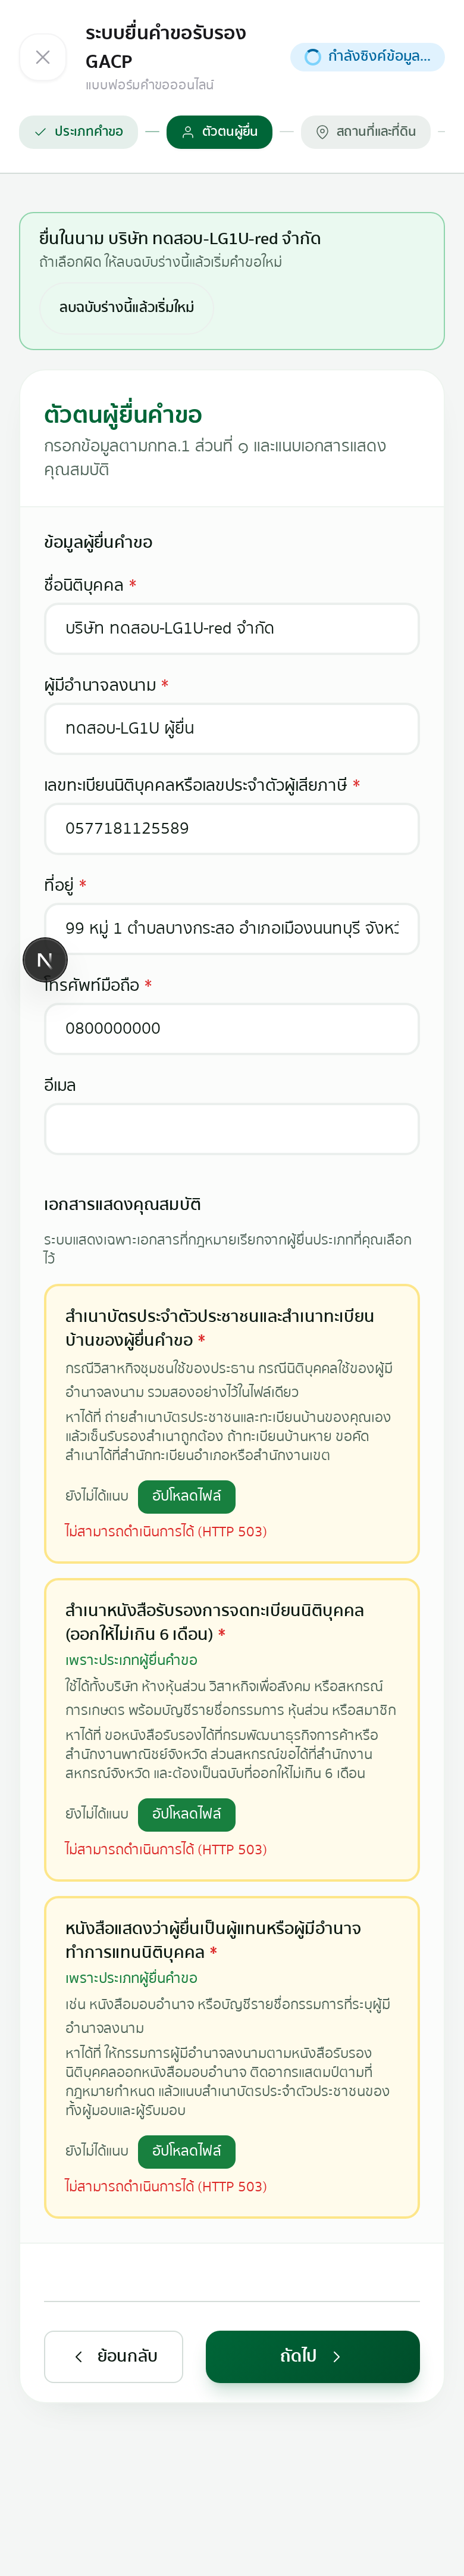 ระบบยื่นคำขอรับรอง
GACP
แบบฟอร์มคำขอออนไลน์
กำลังซิงค์ข้อมูล...
ประเภทคำขอ
ตัวตนผู้ยื่น
สถานที่และที่ดิน
ยื่นในนาม บริษัท ทดสอบ-LG1U-red จำกัด
ถ้าเลือกผิด ให้ลบฉบับร่างนี้แล้วเริ่มคำขอใหม่
ลบฉบับร่างนี้แล้วเริ่มใหม่
ตัวตนผู้ยื่นคำขอ
กรอกข้อมูลตามกทล.1 ส่วนที่ ๑ และแนบเอกสารแสดง
คุณสมบัติ
ข้อมูลผู้ยื่นคำขอ
ชื่อนิติบุคคล *
บริษัท ทดสอบ-LG1U-red จำกัด
ผู้มีอำนาจลงนาม *
ทดสอบ-LG1U ผู้ยื่น
เลขทะเบียนนิติบุคคลหรือเลขประจำตัวผู้เสียภาษี *
0577181125589
ที่อยู่ *
99 หมู่ 1 ตำบลบางกระสอ อำเภอเมืองนนทบุรี
N
โทรศัพท์มือถือ *
0800000000
อีเมล
เอกสารแสดงคุณสมบัติ
ระบบแสดงเฉพาะเอกสารที่กฎหมายเรียกจากผู้ยื่นประเภทที่คุณเลือก
ไว้
สำเนาบัตรประจำตัวประชาชนและสำเนาทะเบียน
บ้านของผู้ยื่นคำขอ *
กรณีวิสาหกิจชุมชนใช้ของประธาน กรณีนิติบุคคลใช้ของผู้มี
อำนาจลงนาม รวมสองอย่างไว้ในไฟล์เดียว
หาได้ที่ ถ่ายสำเนาบัตรประชาชนและทะเบียนบ้านของคุณเอง
แล้วเซ็นรับรองสำเนาถูกต้อง ถ้าทะเบียนบ้านหาย ขอคัด
สำเนาได้ที่สำนักทะเบียนอำเภอหรือสำนักงานเขต
ยังไม่ได้แนบ อัปโหลดไฟล์
ไม่สามารถดำเนินการได้ (HTTP 503)
สำเนาหนังสือรับรองการจดทะเบียนนิติบุคคล
(ออกให้ไม่เกิน 6 เดือน) *
เพราะประเภทผู้ยื่นคำขอ
ใช้ได้ทั้งบริษัท ห้างหุ้นส่วน วิสาหกิจเพื่อสังคม หรือสหกรณ์
การเกษตร พร้อมบัญชีรายชื่อกรรมการ หุ้นส่วน หรือสมาชิก
หาได้ที่ ขอหนังสือรับรองได้ที่กรมพัฒนาธุรกิจการค้าหรือ
สำนักงานพาณิชย์จังหวัด ส่วนสหกรณ์ขอได้ที่สำนักงาน
สหกรณ์จังหวัด และต้องเป็นฉบับที่ออกให้ไม่เกิน 6 เดือน
ยังไม่ได้แนบ อัปโหลดไฟล์
ไม่สามารถดำเนินการได้ (HTTP 503)
หนังสือแสดงว่าผู้ยื่นเป็นผู้แทนหรือผู้มีอำนาจ
ทำการแทนนิติบุคคล *
เพราะประเภทผู้ยื่นคำขอ
เช่น หนังสือมอบอำนาจ หรือบัญชีรายชื่อกรรมการที่ระบุผู้มี
อำนาจลงนาม
หาได้ที่ ให้กรรมการผู้มีอำนาจลงนามตามหนังสือรับรอง
นิติบุคคลออกหนังสือมอบอำนาจ ติดอากรแสตมป์ตามที่
กฎหมายกำหนด แล้วแนบสำเนาบัตรประจำตัวประชาชนของ
ทั้งผู้มอบและผู้รับมอบ
ยังไม่ได้แนบ อัปโหลดไฟล์
ไม่สามารถดำเนินการได้ (HTTP 503)
ย้อนกลับ
ถัดไป